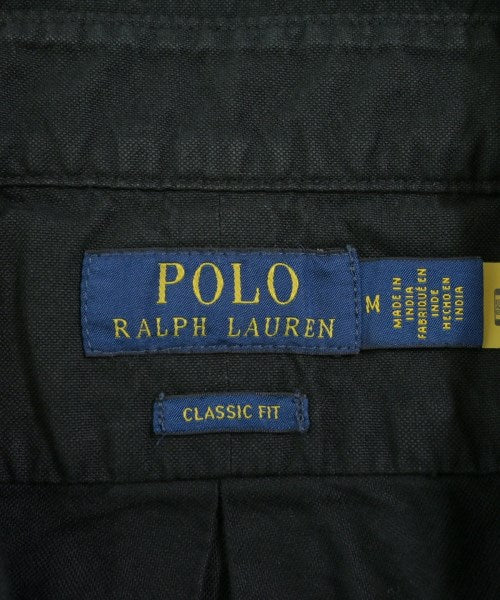 POLO
RALPH LAUREN
M
MADE IN
INDIA
FABRIQUÉ EN
INDE
HECHO EN
INDIA
CLASSIC FIT